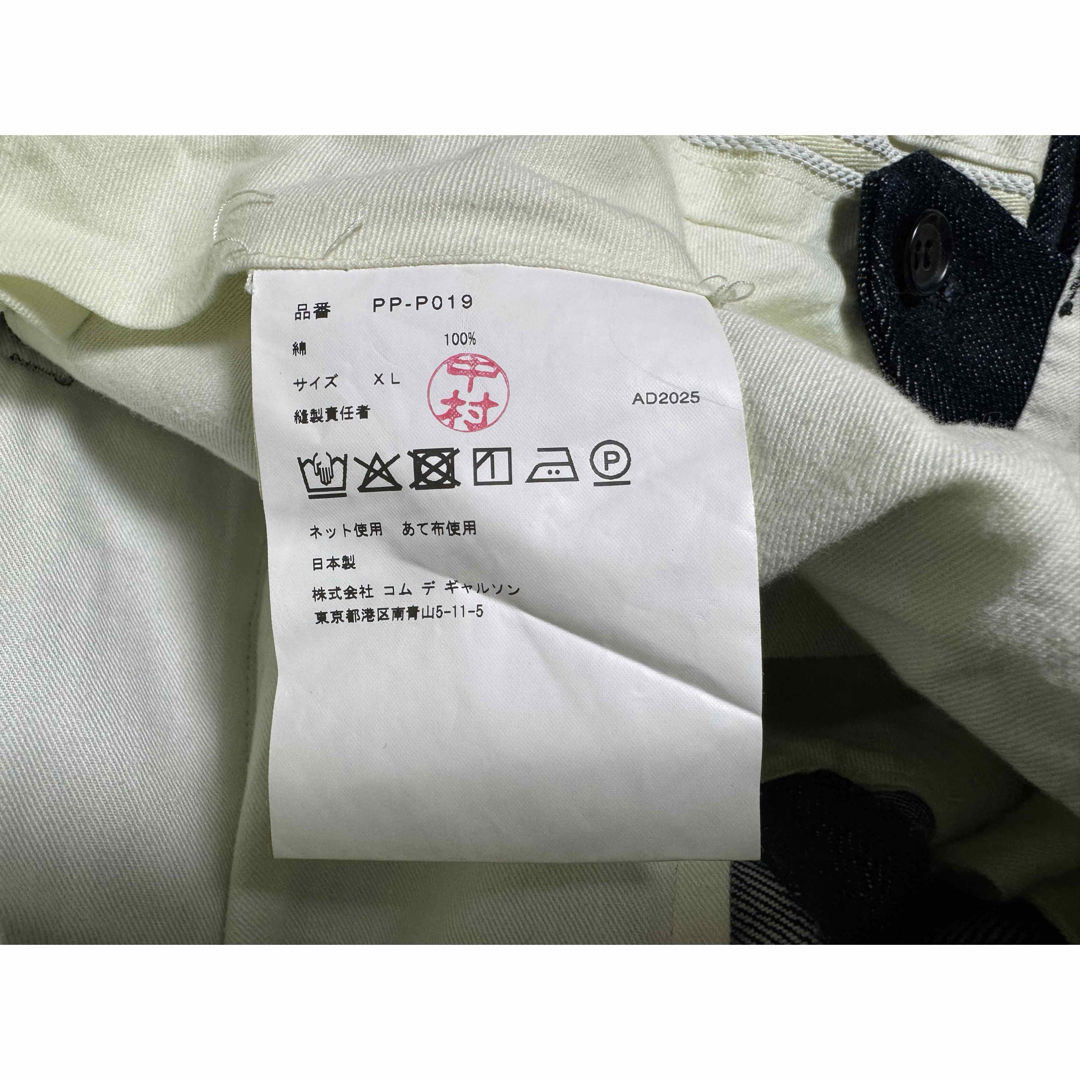 品番 PP-P019
綿 100%
サイズ XL
中村
縫製責任者
AD2025
P
ネット使用 あて布使用
日本製
株式会社 コム デ ギャルソン
東京都港区南青山5-11-5